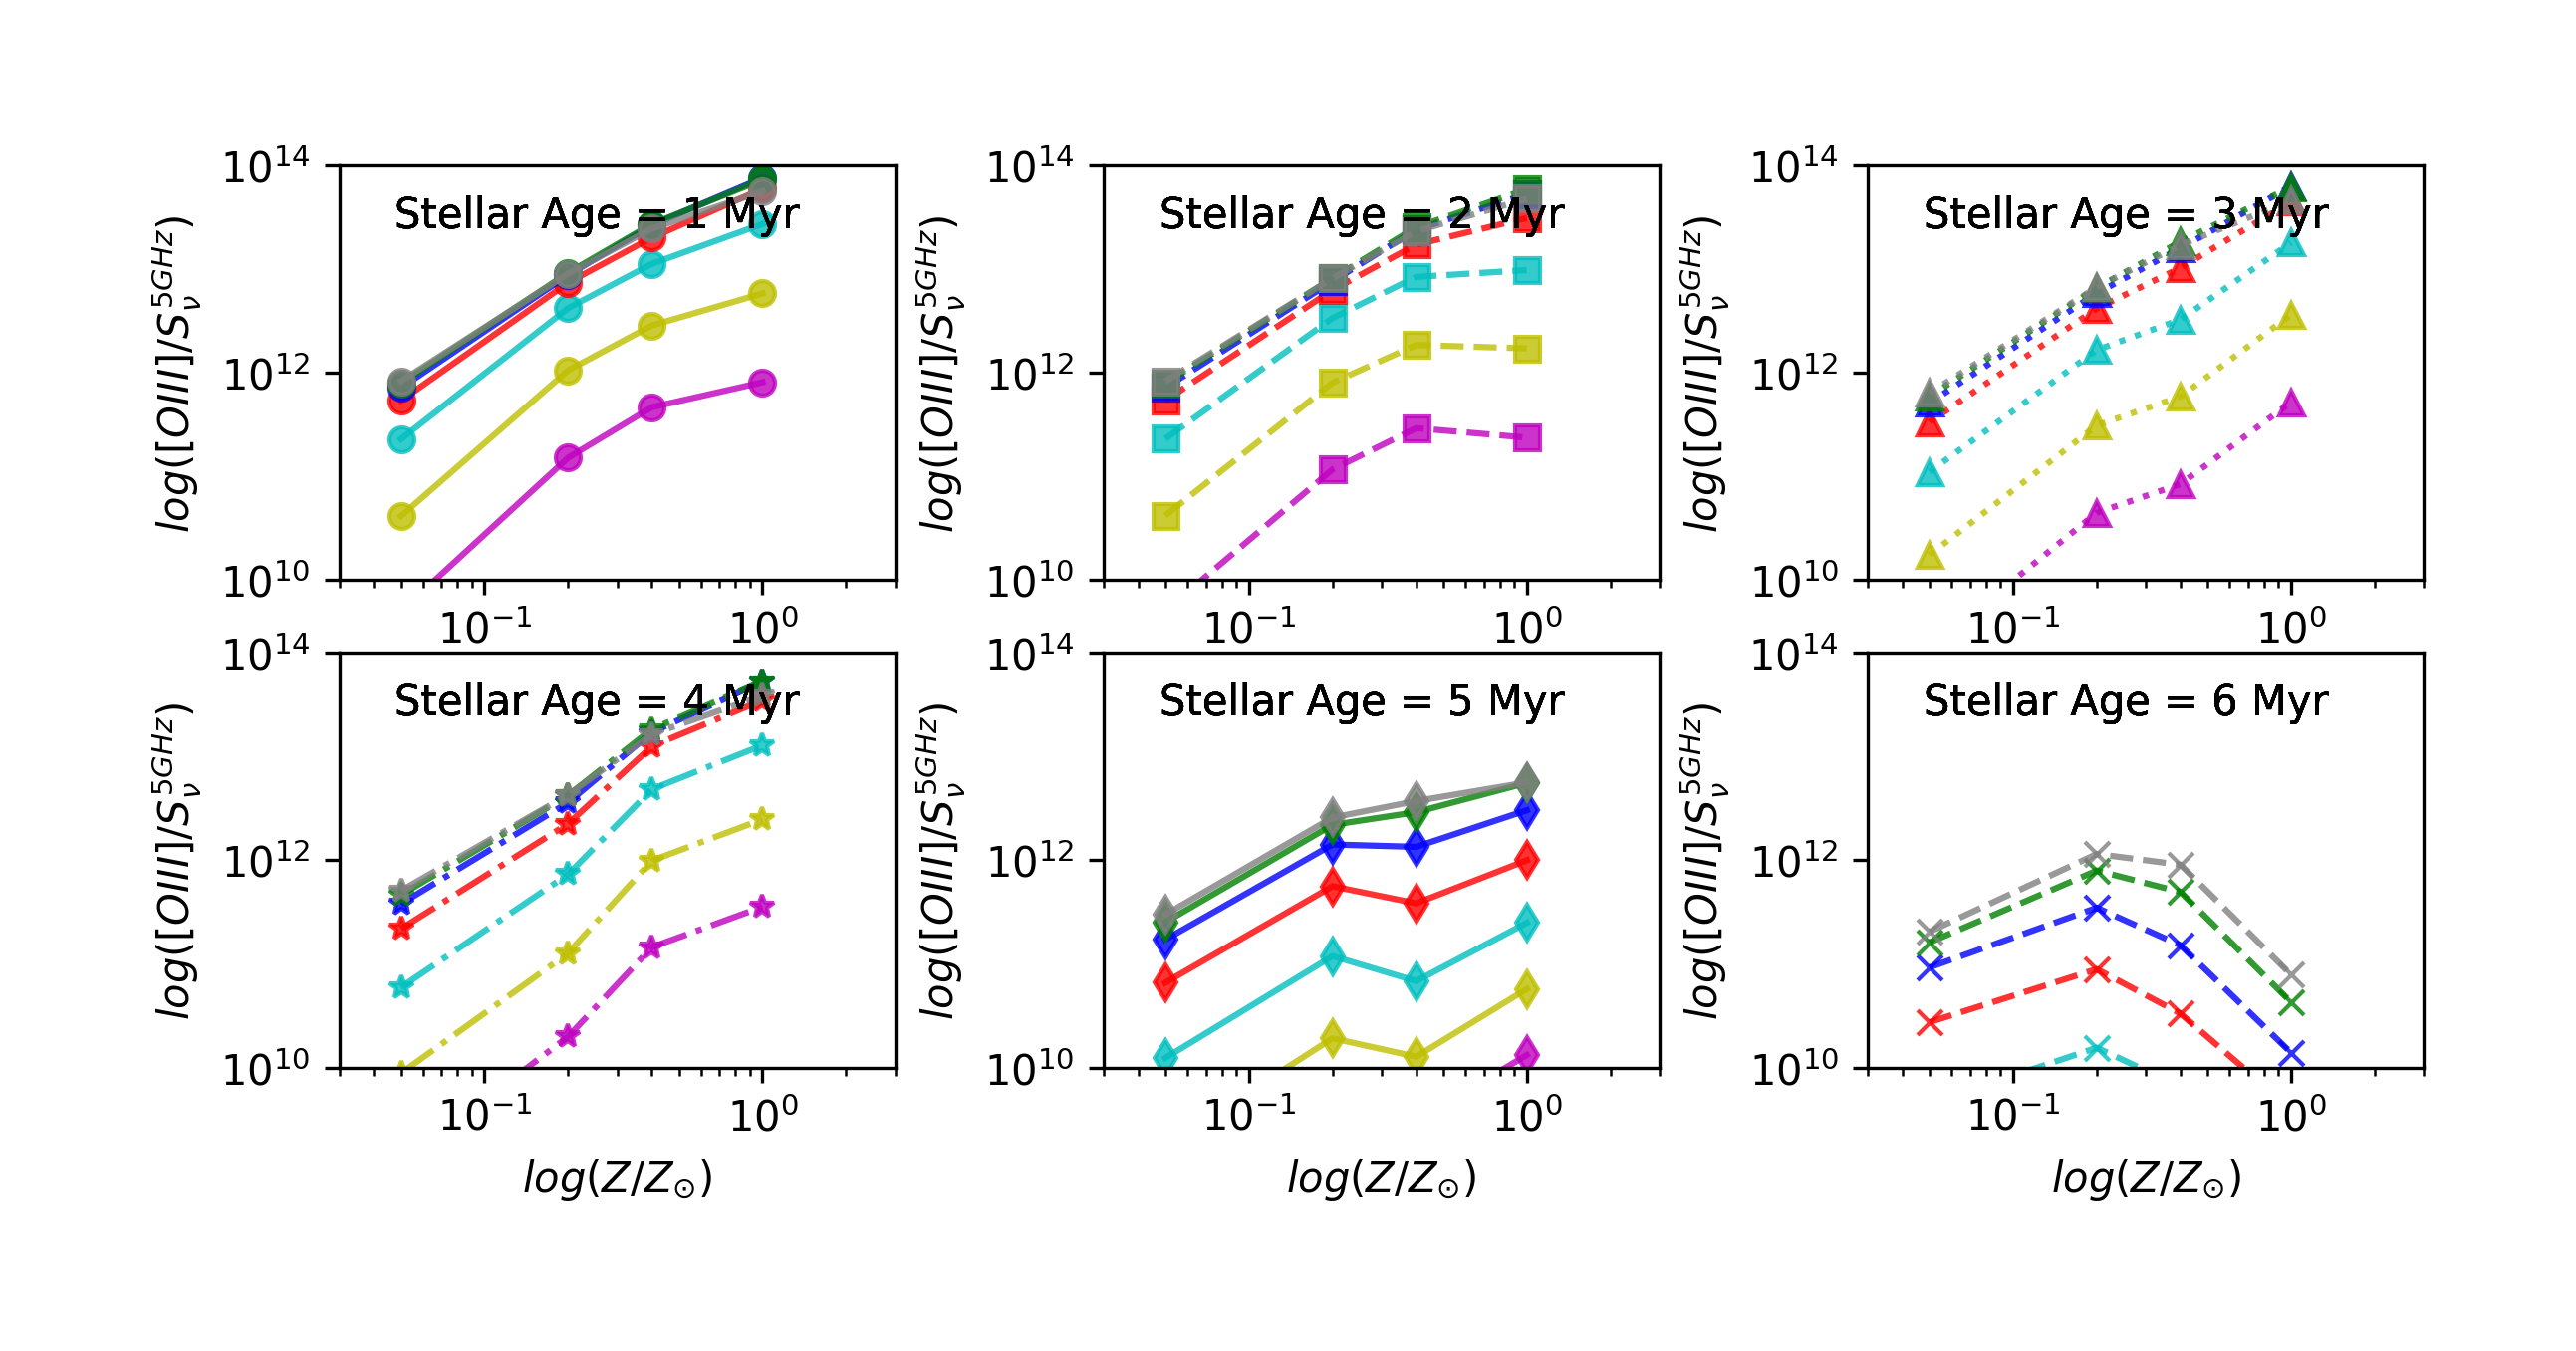 Stellar Age = 1 Myr
log([OIII]/S_ν^{5GHz})
10^{14}
10^{12}
10^{10}
10^{−1} 10^{0}
Stellar Age = 2 Myr
log([OIII]/S_ν^{5GHz})
10^{14}
10^{12}
10^{10}
10^{−1} 10^{0}
Stellar Age = 3 Myr
log([OIII]/S_ν^{5GHz})
10^{14}
10^{12}
10^{10}
10^{−1} 10^{0}
Stellar Age = 4 Myr
log([OIII]/S_ν^{5GHz})
10^{14}
10^{12}
10^{10}
10^{−1} 10^{0}
log(Z/Z_⊙)
Stellar Age = 5 Myr
log([OIII]/S_ν^{5GHz})
10^{14}
10^{12}
10^{10}
10^{−1} 10^{0}
log(Z/Z_⊙)
Stellar Age = 6 Myr
log([OIII]/S_ν^{5GHz})
10^{14}
10^{12}
10^{10}
10^{−1} 10^{0}
log(Z/Z_⊙)